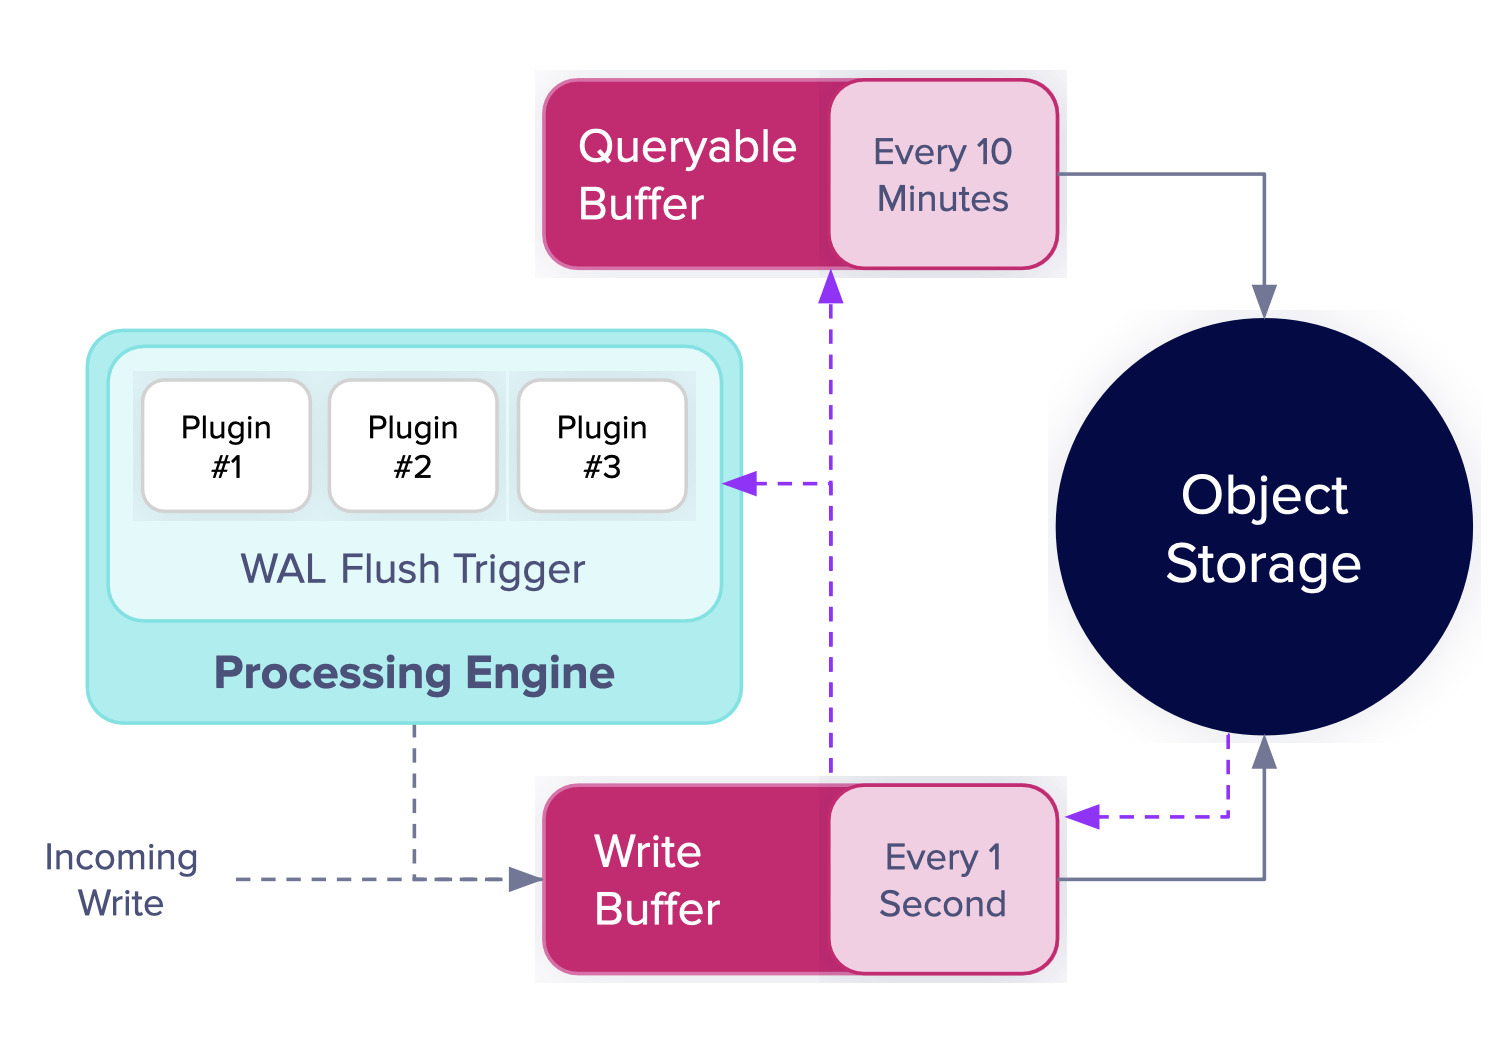 Queryable
Buffer
Every 10
Minutes
Plugin
#1
Plugin
#2
Plugin
#3
WAL Flush Trigger
Processing Engine
Object
Storage
Incoming
Write
Write
Buffer
Every 1
Second